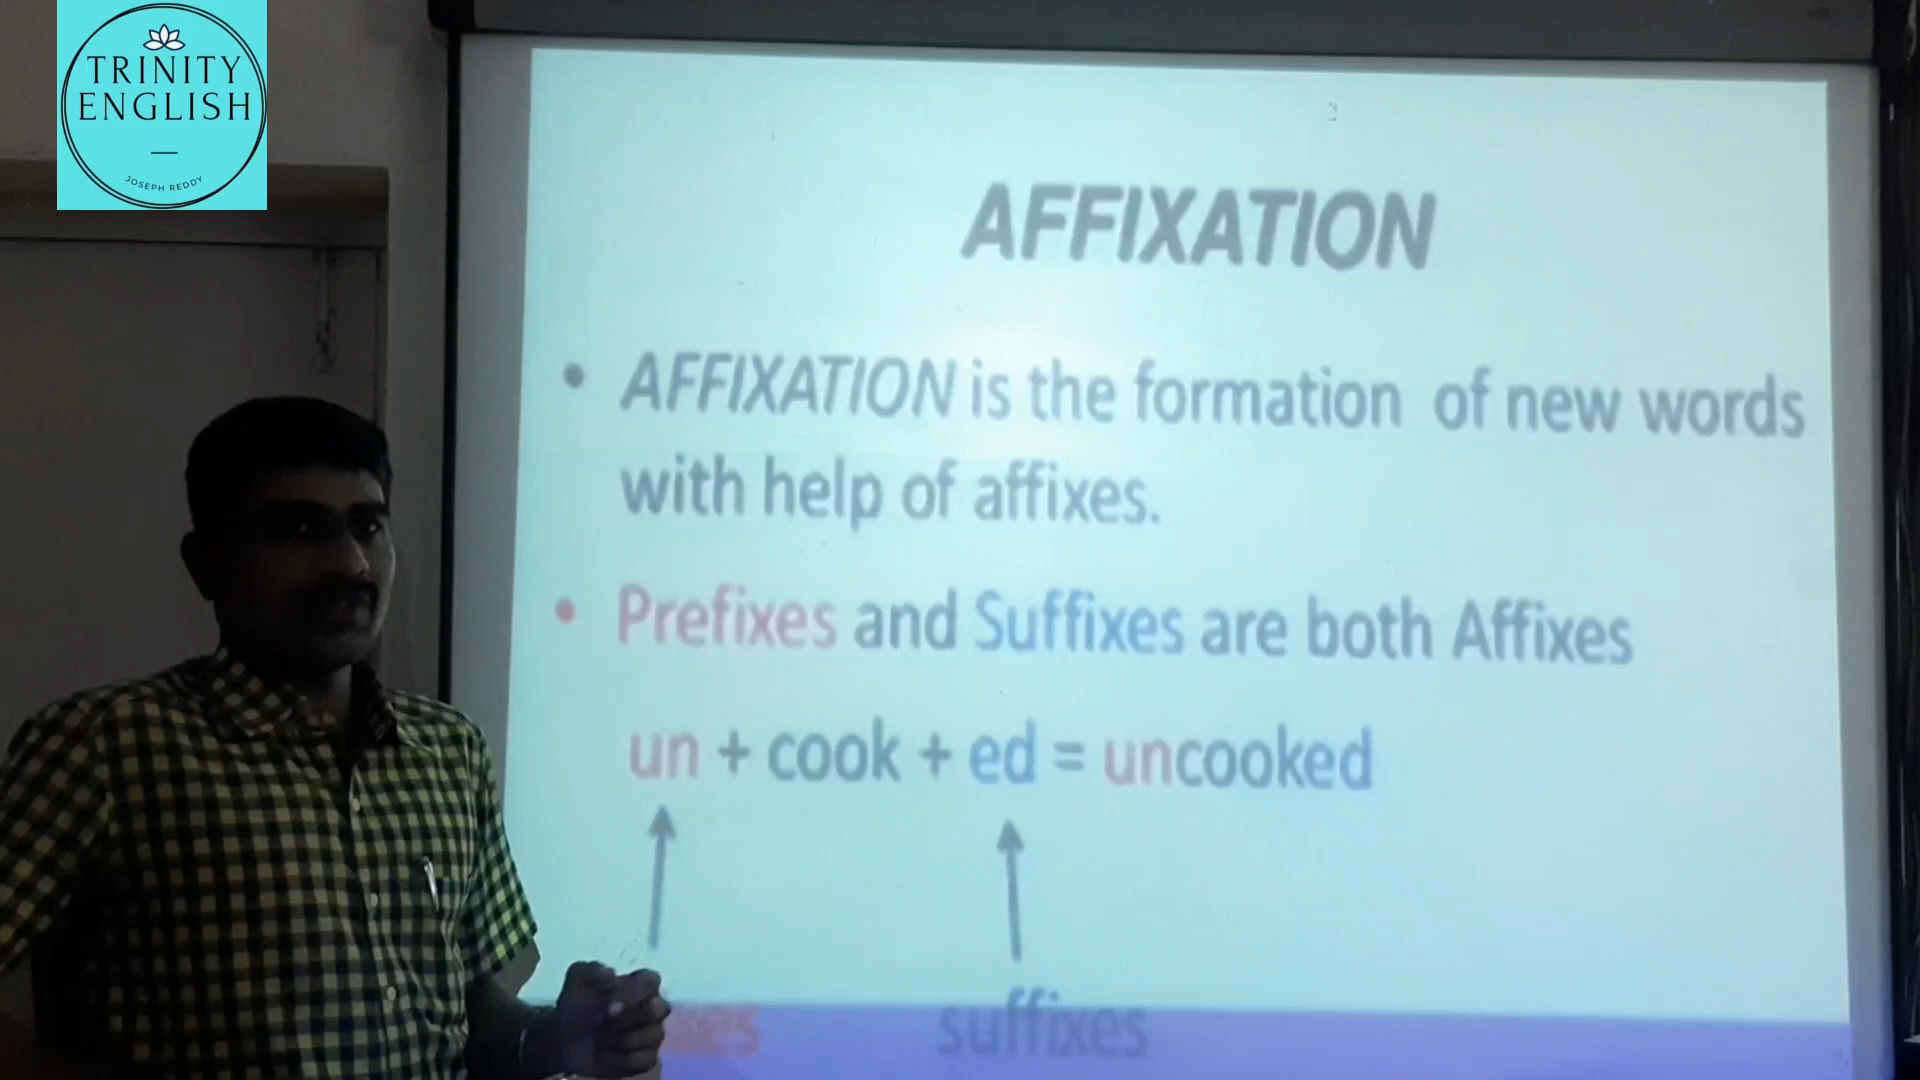 TRINITY
ENGLISH
JOSEPH REDDY
AFFIXATION
• AFFIXATION is the formation of new words
with help of affixes.
• Prefixes and Suffixes are both Affixes
un + cook + ed = uncooked
xes suffixes